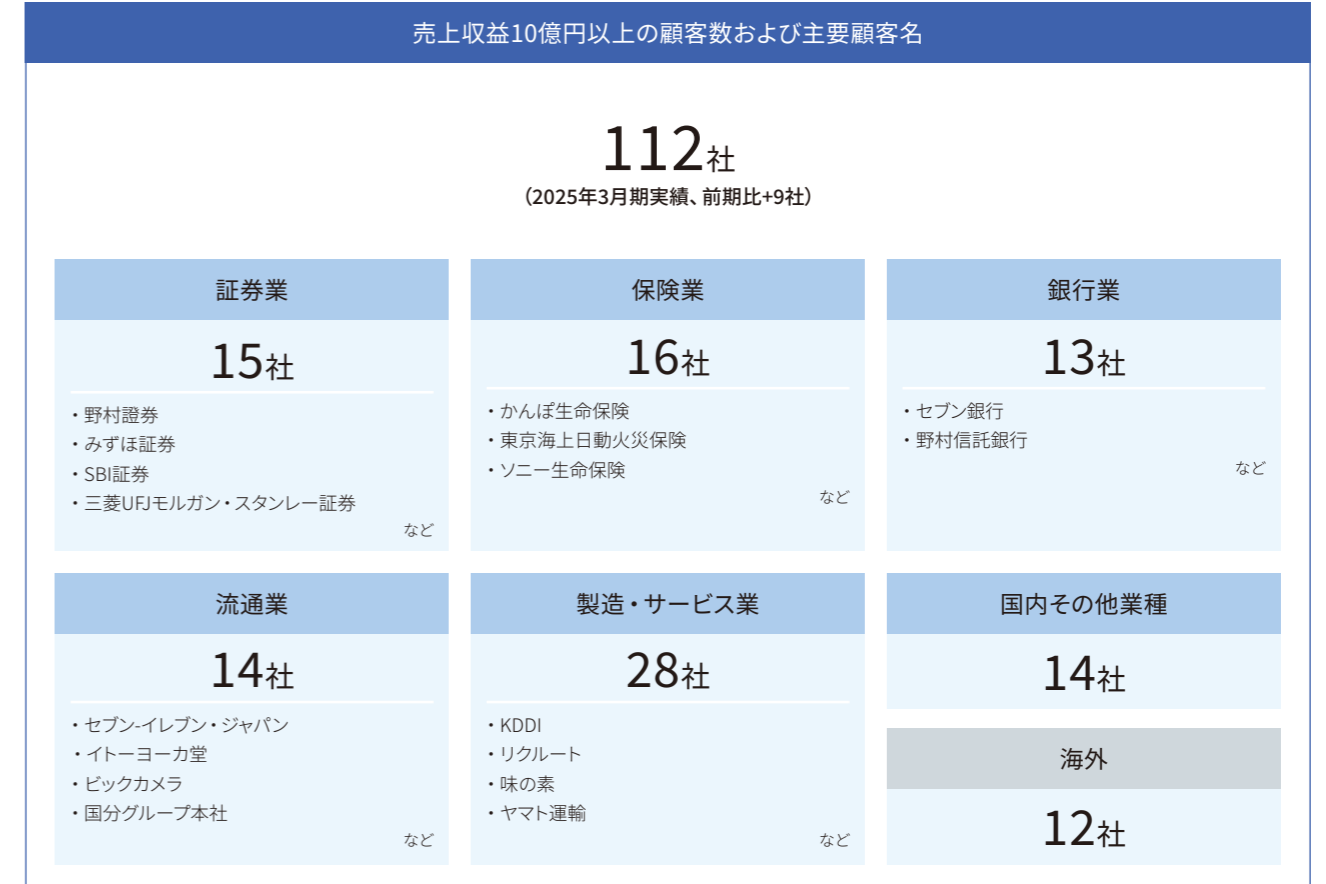 売上収益10億円以上の顧客数および主要顧客名
112社
（2025年3月期実績、前期比+9社）
証券業
15社
・野村證券
・みずほ証券
・SBI証券
・三菱UFJモルガン・スタンレー証券
など
保険業
16社
・かんぽ生命保険
・東京海上日動火災保険
・ソニー生命保険
など
銀行業
13社
・セブン銀行
・野村信託銀行
など
流通業
14社
・セブン-イレブン・ジャパン
・イトーヨーカ堂
・ビックカメラ
・国分グループ本社
など
製造・サービス業
28社
・KDDI
・リクルート
・味の素
・ヤマト運輸
など
国内その他業種
14社
海外
12社